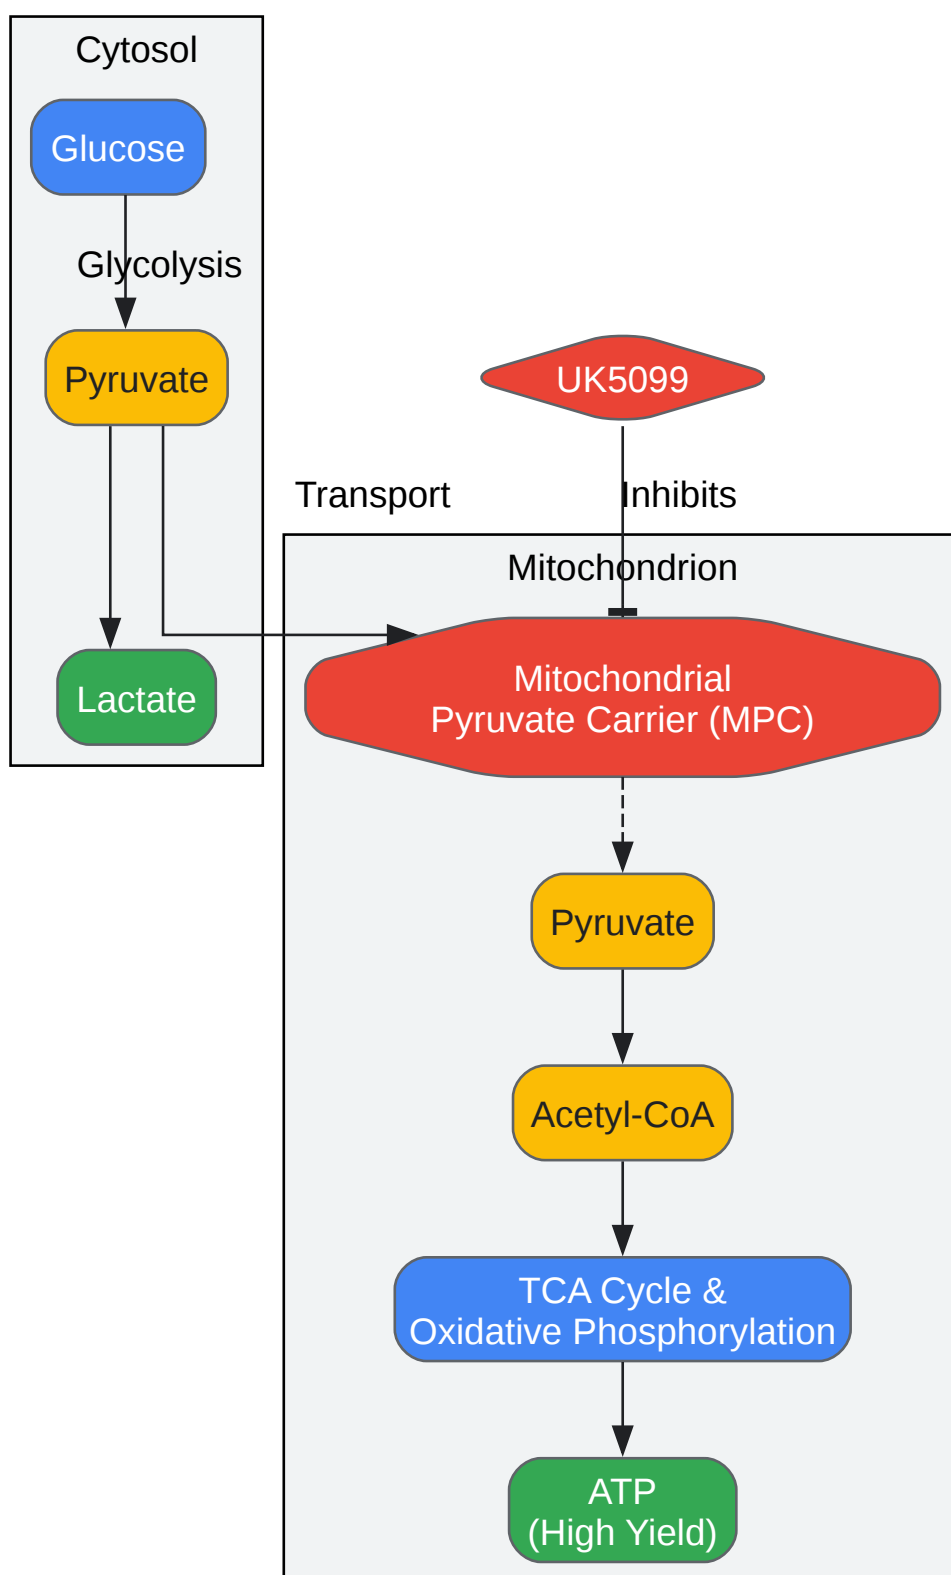 Cytosol
Glucose
Glycolysis
Pyruvate
UK5099
Transport
Inhibits
Mitochondrion
Lactate
Mitochondrial
Pyruvate Carrier (MPC)
Pyruvate
Acetyl-CoA
TCA Cycle &
Oxidative Phosphorylation
ATP
(High Yield)